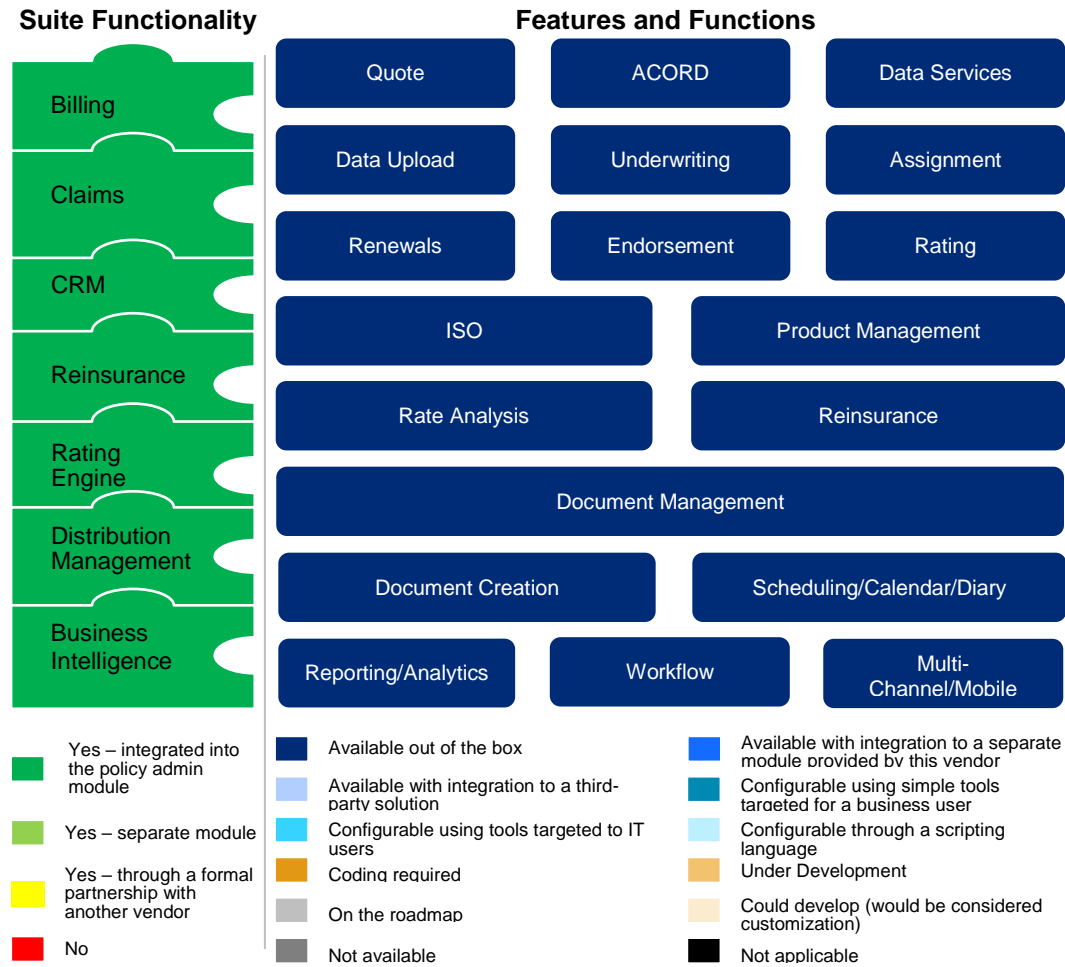 Suite Functionality
Features and Functions
Billing
Claims
CRM
Reinsurance
Rating
Engine
Distribution
Management
Business
Intelligence
Quote
ACORD
Data Services
Data Upload
Underwriting
Assignment
Renewals
Endorsement
Rating
ISO
Product Management
Rate Analysis
Reinsurance
Document Management
Document Creation
Scheduling/Calendar/Diary
Reporting/Analytics
Workflow
Multi-
Channel/Mobile
Yes – integrated into
the policy admin
module
Yes – separate module
Yes – through a formal
partnership with
another vendor
No
Available out of the box
Available with integration to a third-
party solution
Configurable using tools targeted to IT
users
Coding required
On the roadmap
Not available
Available with integration to a separate
module provided by this vendor
Configurable using simple tools
targeted for a business user
Configurable through a scripting
language
Under Development
Could develop (would be considered
customization)
Not applicable